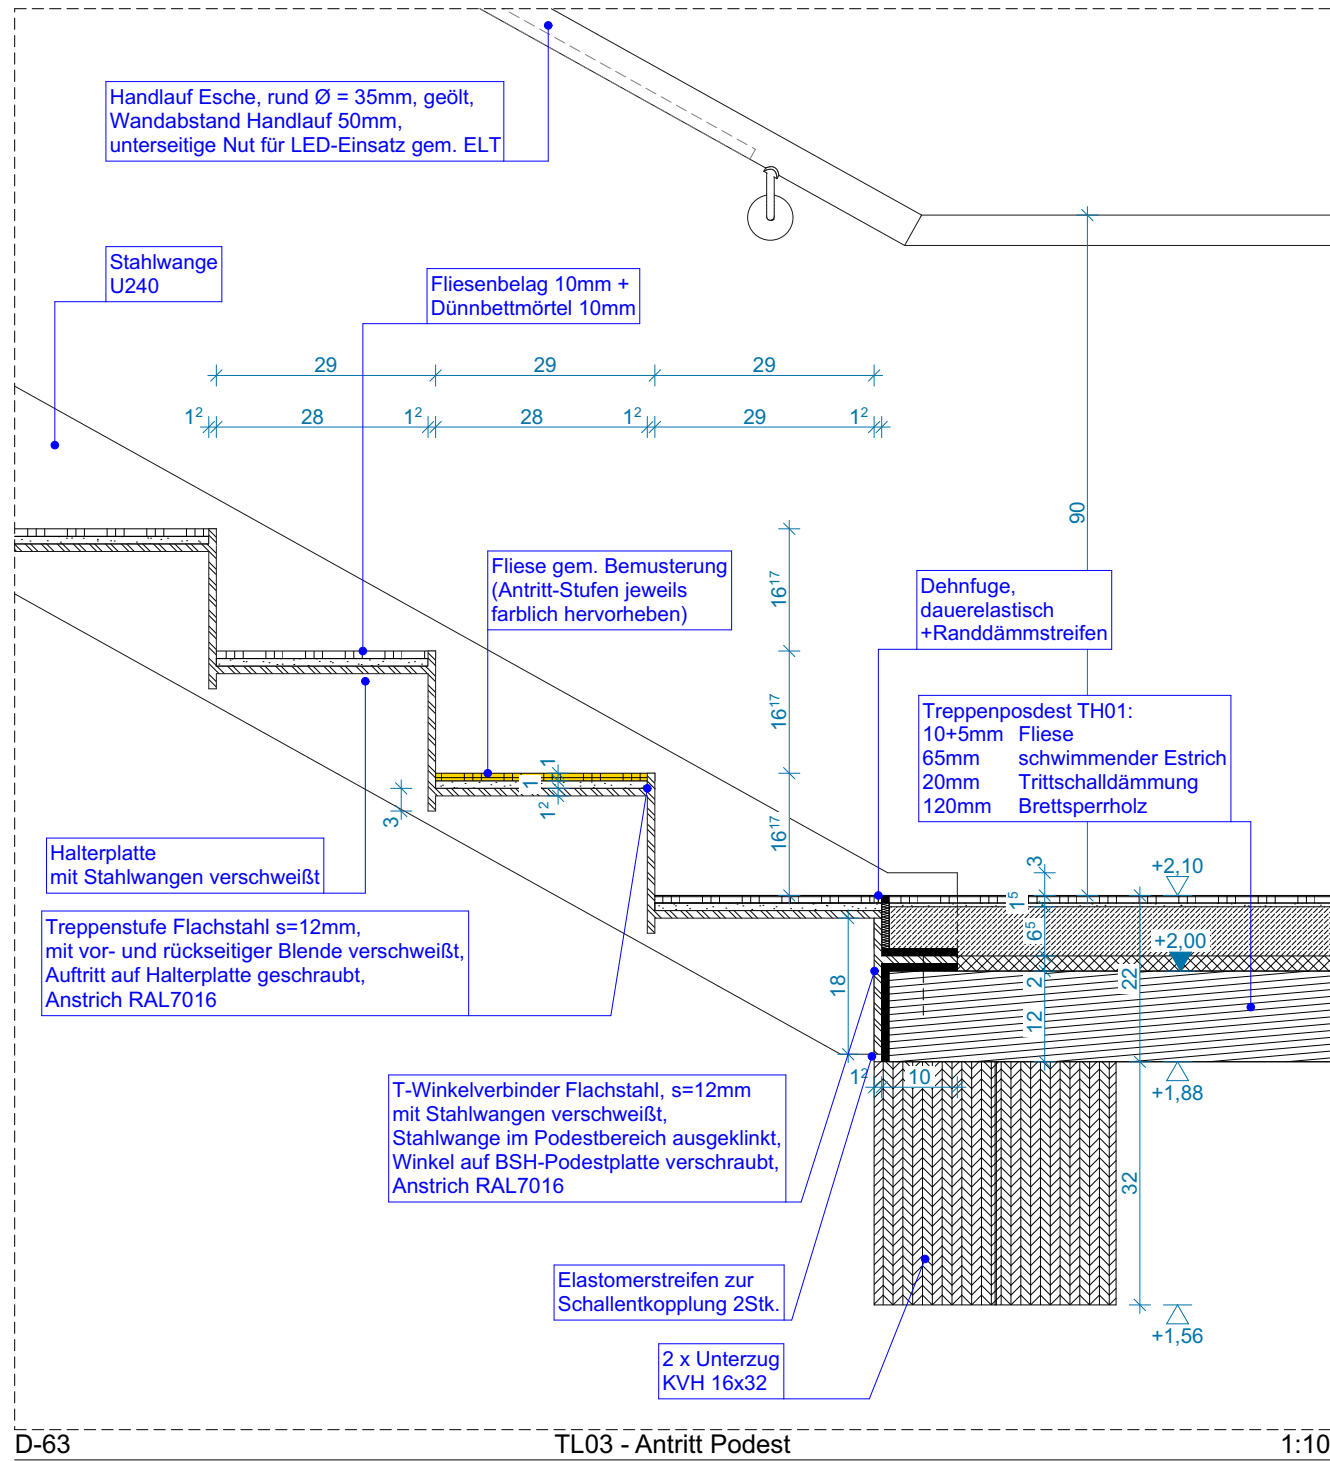 Handlauf Esche, rund Ø = 35mm, geölt,
Wandabstand Handlauf 50mm,
unterseitige Nut für LED-Einsatz gem. ELT
Stahlwange
U240
Fliesenbelag 10mm +
Dünnbettmörtel 10mm
29 29 29
1² 28 1² 28 1² 29 1²
90
16¹⁷
16¹⁷
16¹⁷
Fliese gem. Bemusterung
(Antritt-Stufen jeweils
farblich hervorheben)
Dehnfuge,
dauerelastisch
+Randdämmstreifen
Treppenposdest TH01:
10+5mm Fliese
65mm schwimmender Estrich
20mm Trittschalldämmung
120mm Brettsperrholz
1
1
1²
3
Halterplatte
mit Stahlwangen verschweißt
Treppenstufe Flachstahl s=12mm,
mit vor- und rückseitiger Blende verschweißt,
Auftritt auf Halterplatte geschraubt,
Anstrich RAL7016
3
1⁵
6⁵
2
12
+2,10
+2,00
22
18
1² 10
+1,88
T-Winkelverbinder Flachstahl, s=12mm
mit Stahlwangen verschweißt,
Stahlwange im Podestbereich ausgeklinkt,
Winkel auf BSH-Podestplatte verschraubt,
Anstrich RAL7016
32
Elastomerstreifen zur
Schallentkopplung 2Stk.
+1,56
2 x Unterzug
KVH 16x32
D-63 TL03 - Antritt Podest 1:10